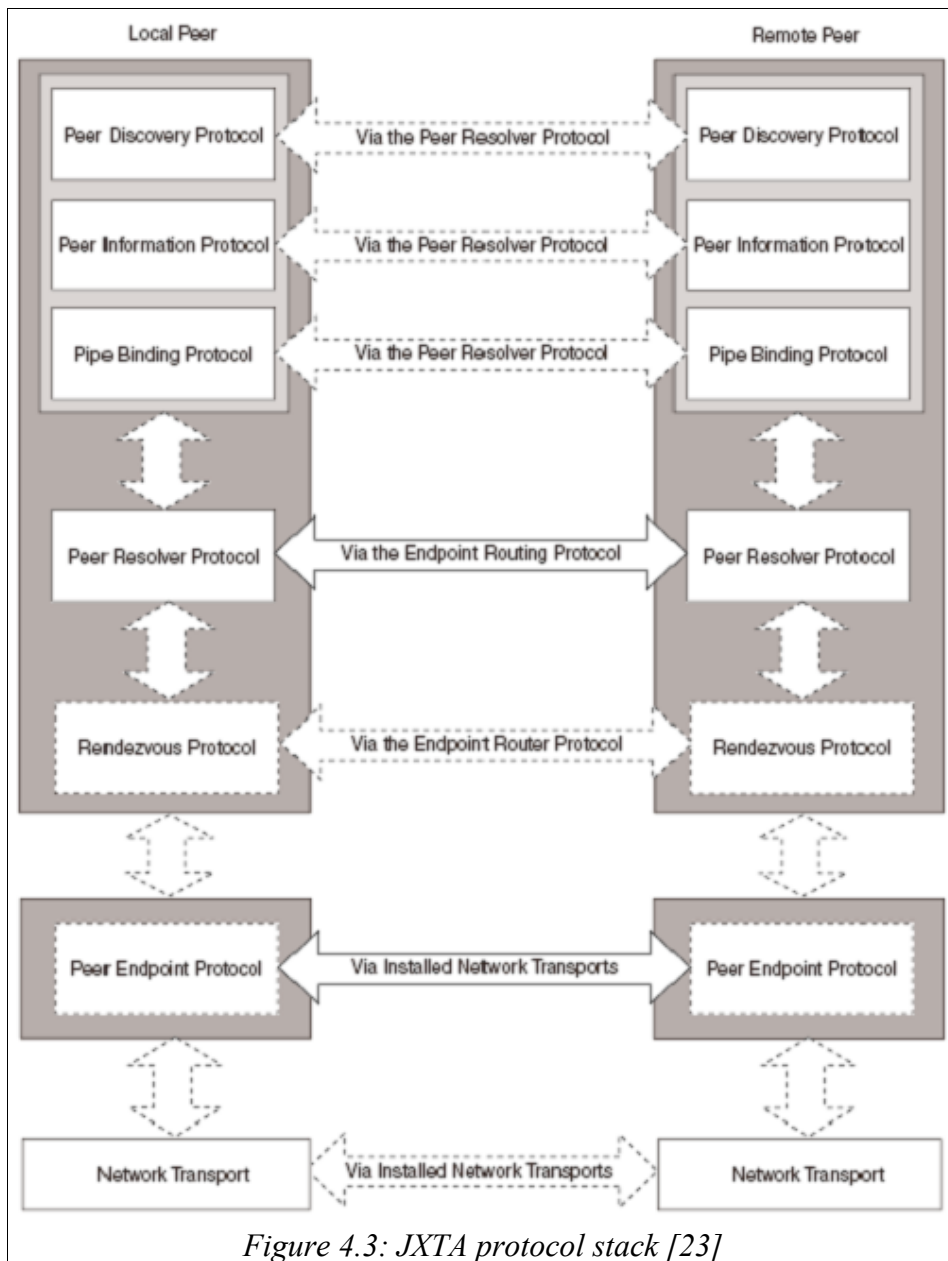 Local Peer
Remote Peer
Peer Discovery Protocol
Via the Peer Resolver Protocol
Peer Discovery Protocol
Peer Information Protocol
Via the Peer Resolver Protocol
Peer Information Protocol
Pipe Binding Protocol
Via the Peer Resolver Protocol
Pipe Binding Protocol
Peer Resolver Protocol
Via the Endpoint Routing Protocol
Peer Resolver Protocol
Rendezvous Protocol
Via the Endpoint Router Protocol
Rendezvous Protocol
Peer Endpoint Protocol
Via Installed Network Transports
Peer Endpoint Protocol
Network Transport
Via Installed Network Transports
Network Transport
Figure 4.3: JXTA protocol stack [23]